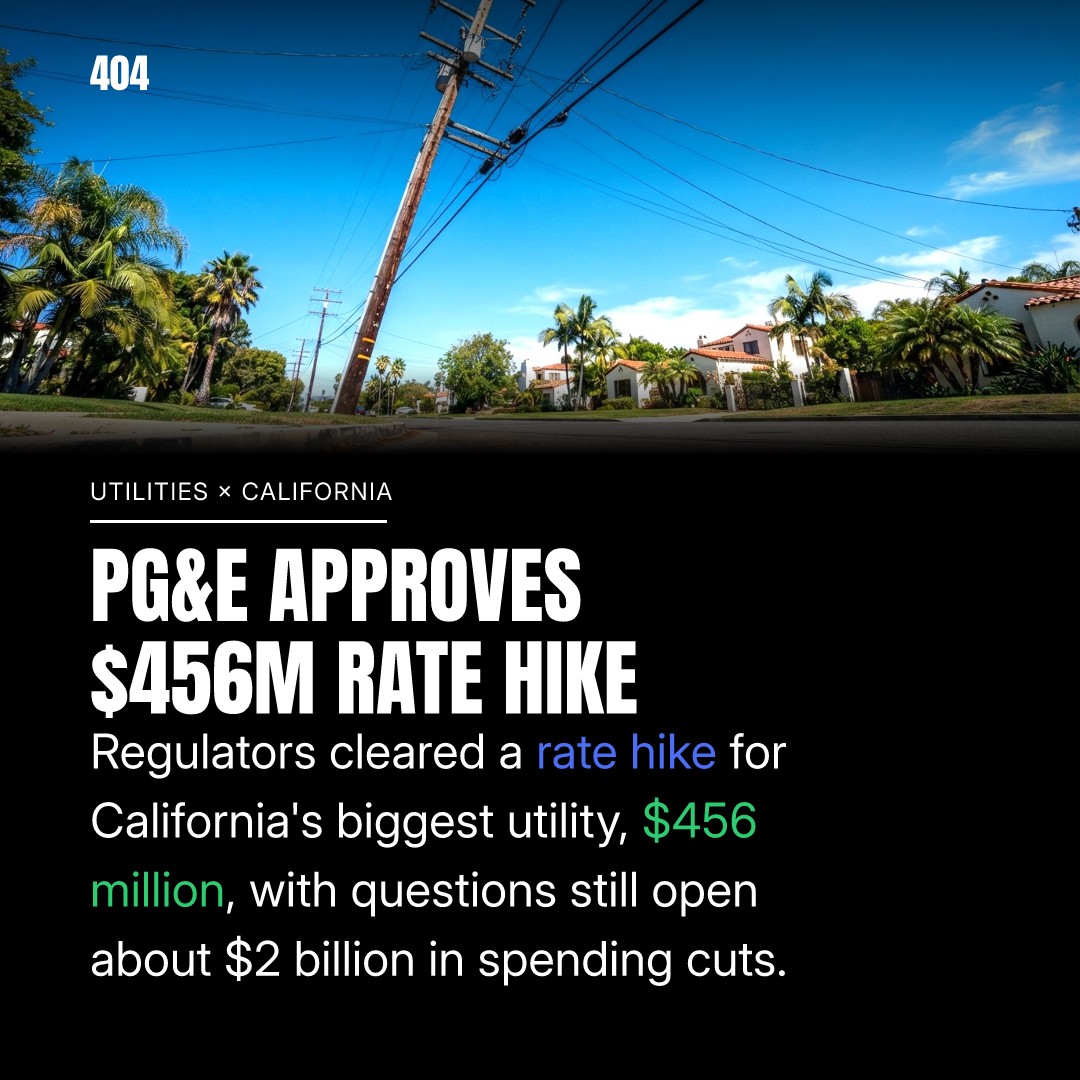 404
UTILITIES × CALIFORNIA
PG&E APPROVES
$456M RATE HIKE
Regulators cleared a rate hike for
California's biggest utility, $456
million, with questions still open
about $2 billion in spending cuts.